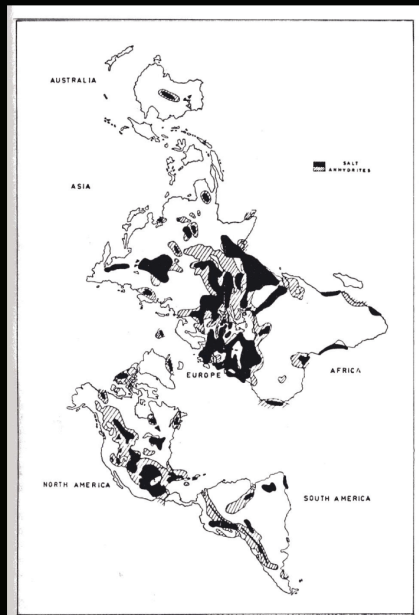 AUSTRALIA
SALT
ANHYDRITES
ASIA
EUROPE
AFRICA
NORTH AMERICA
SOUTH AMERICA